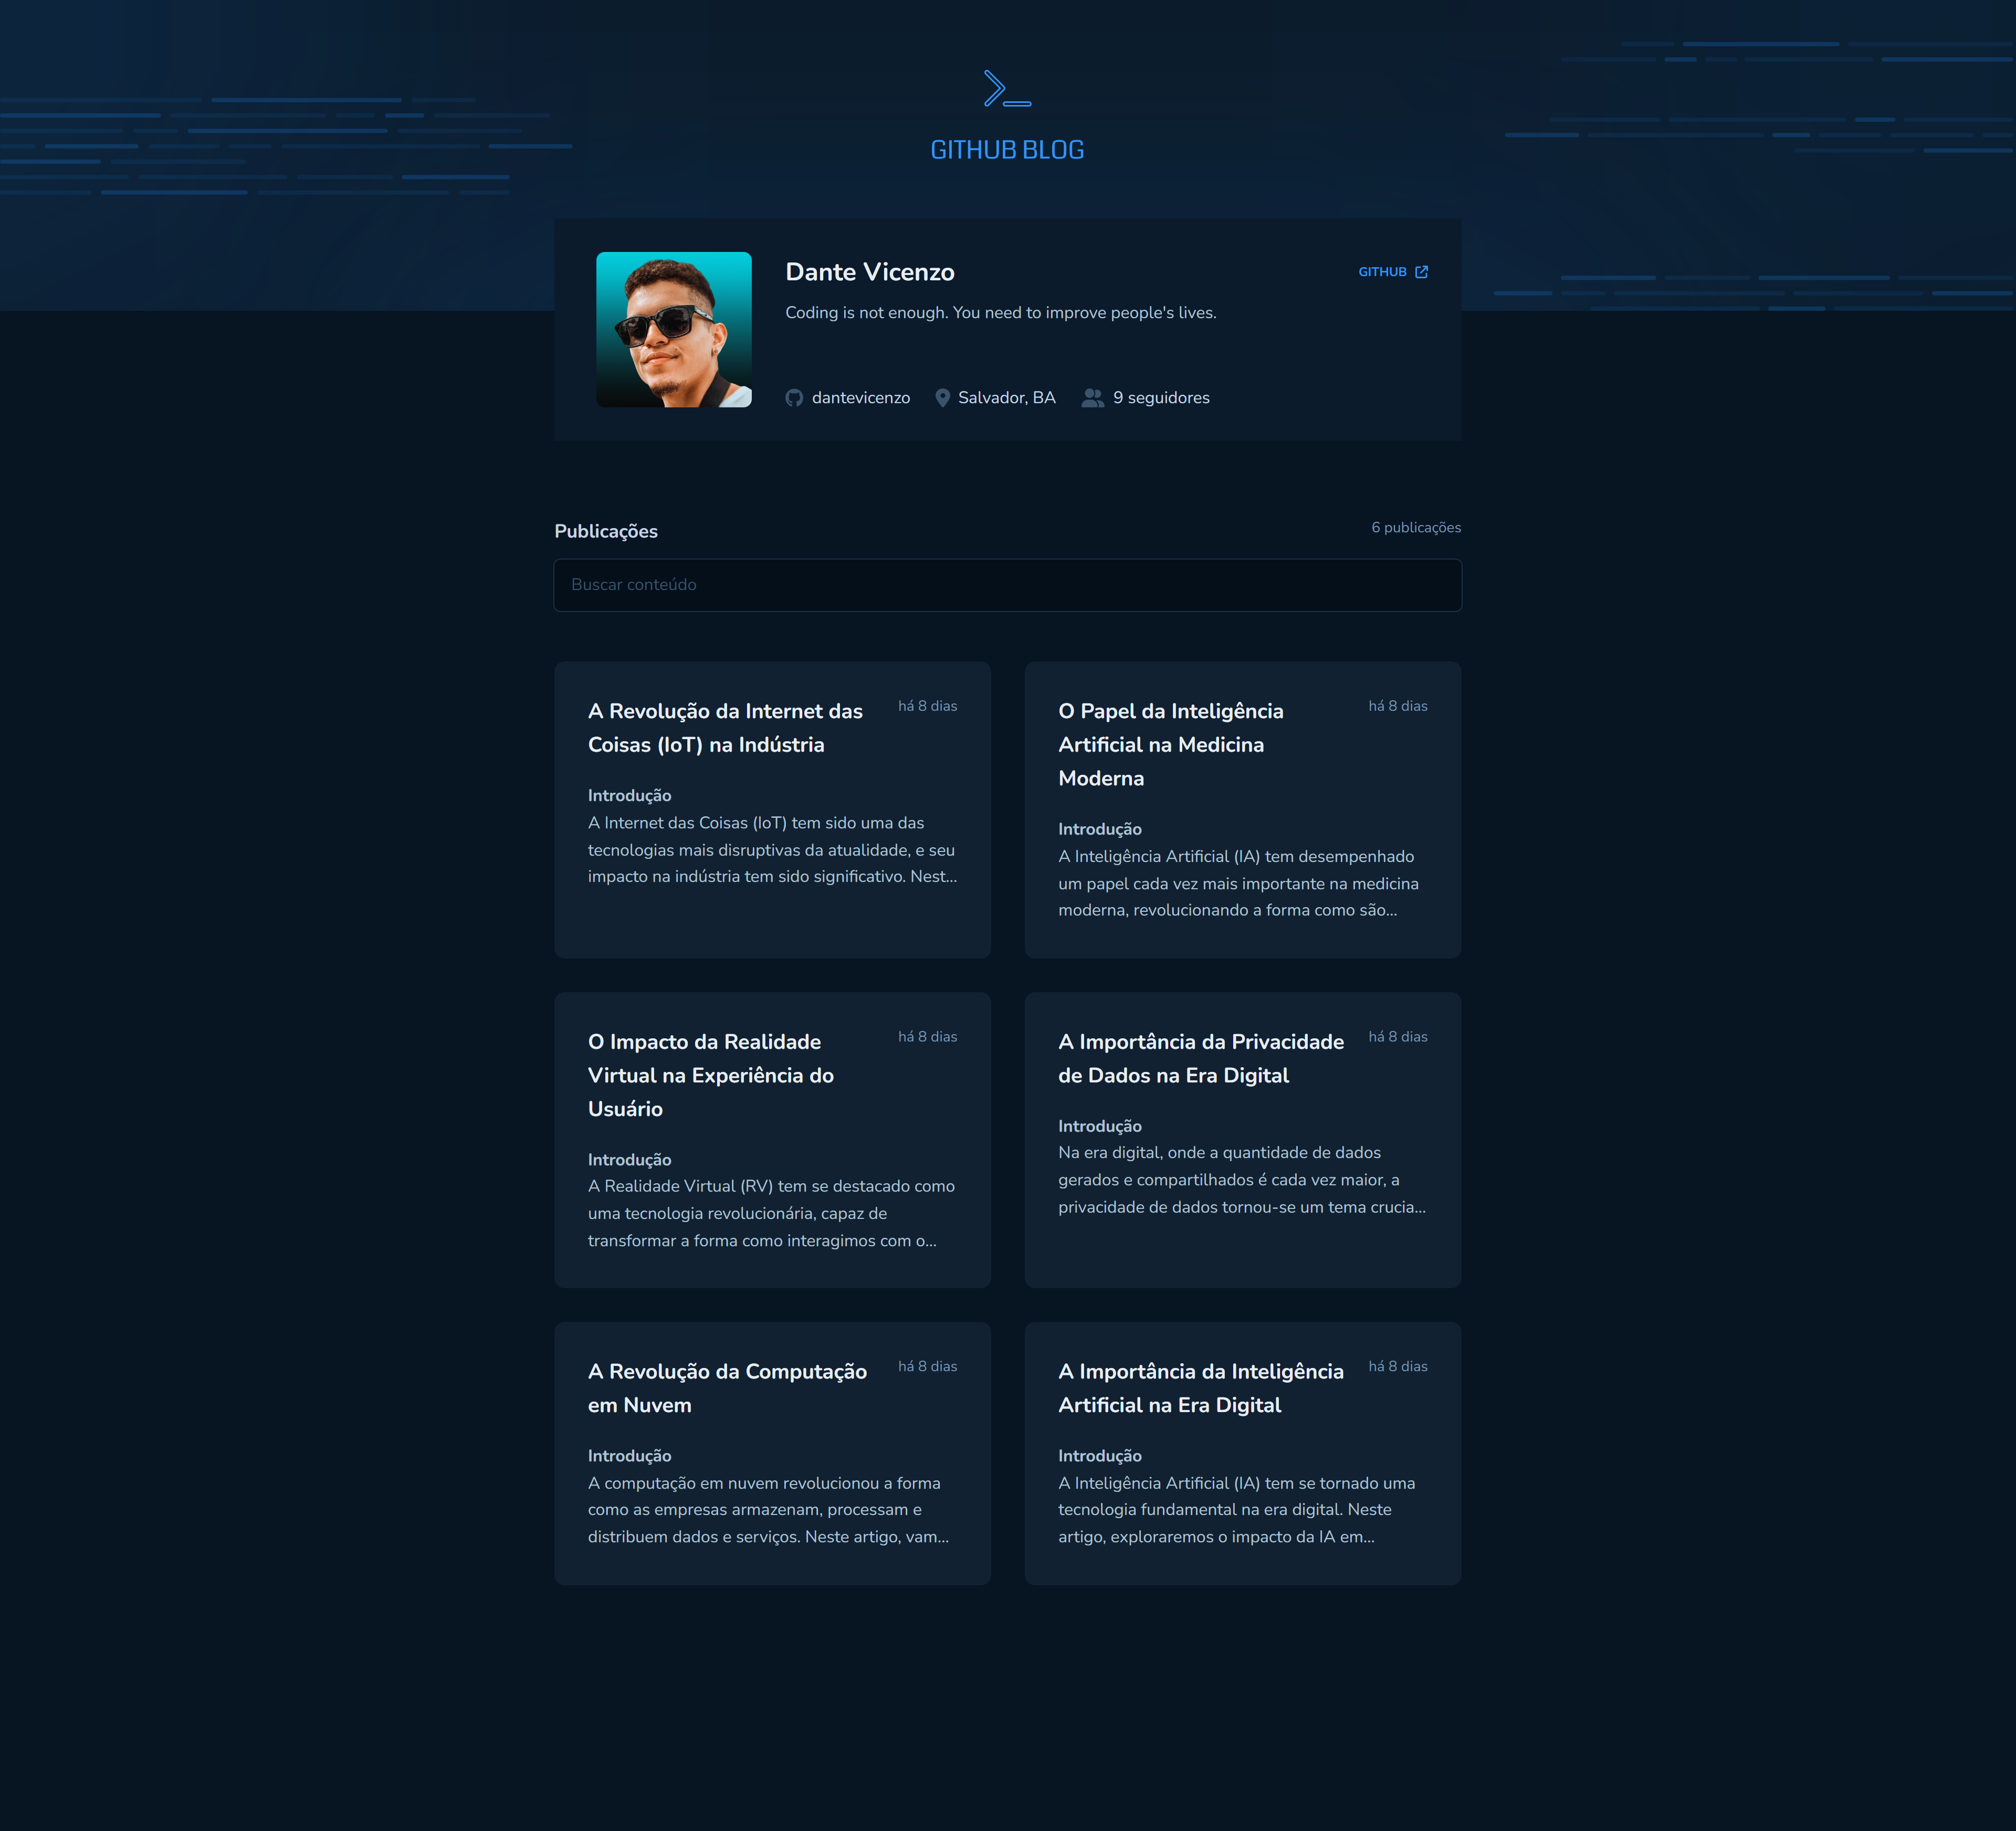 GITHUB BLOG
Dante Vicenzo
GITHUB
Coding is not enough. You need to improve people's lives.
dantevicenzo
Salvador, BA
9 seguidores
Publicações
6 publicações
Buscar conteúdo
A Revolução da Internet das
Coisas (IoT) na Indústria
há 8 dias
Introdução
A Internet das Coisas (IoT) tem sido uma das
tecnologias mais disruptivas da atualidade, e seu
impacto na indústria tem sido significativo. Nest...
O Papel da Inteligência
Artificial na Medicina
Moderna
há 8 dias
Introdução
A Inteligência Artificial (IA) tem desempenhado
um papel cada vez mais importante na medicina
moderna, revolucionando a forma como são...
O Impacto da Realidade
Virtual na Experiência do
Usuário
há 8 dias
Introdução
A Realidade Virtual (RV) tem se destacado como
uma tecnologia revolucionária, capaz de
transformar a forma como interagimos com o...
A Importância da Privacidade
de Dados na Era Digital
há 8 dias
Introdução
Na era digital, onde a quantidade de dados
gerados e compartilhados é cada vez maior, a
privacidade de dados tornou-se um tema crucia...
A Revolução da Computação
em Nuvem
há 8 dias
Introdução
A computação em nuvem revolucionou a forma
como as empresas armazenam, processam e
distribuem dados e serviços. Neste artigo, vam...
A Importância da Inteligência
Artificial na Era Digital
há 8 dias
Introdução
A Inteligência Artificial (IA) tem se tornado uma
tecnologia fundamental na era digital. Neste
artigo, exploraremos o impacto da IA em...